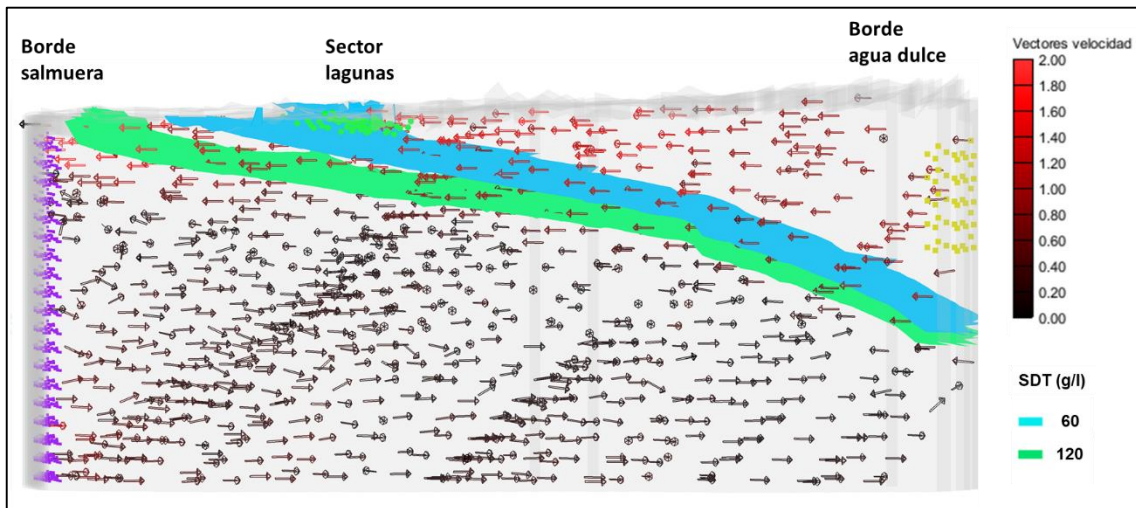 Borde
salmuera
Sector
lagunas
Borde
agua dulce
Vectores velocidad
2.00
1.80
1.60
1.40
1.20
1.00
0.80
0.60
0.40
0.20
0.00
SDT (g/l)
60
120